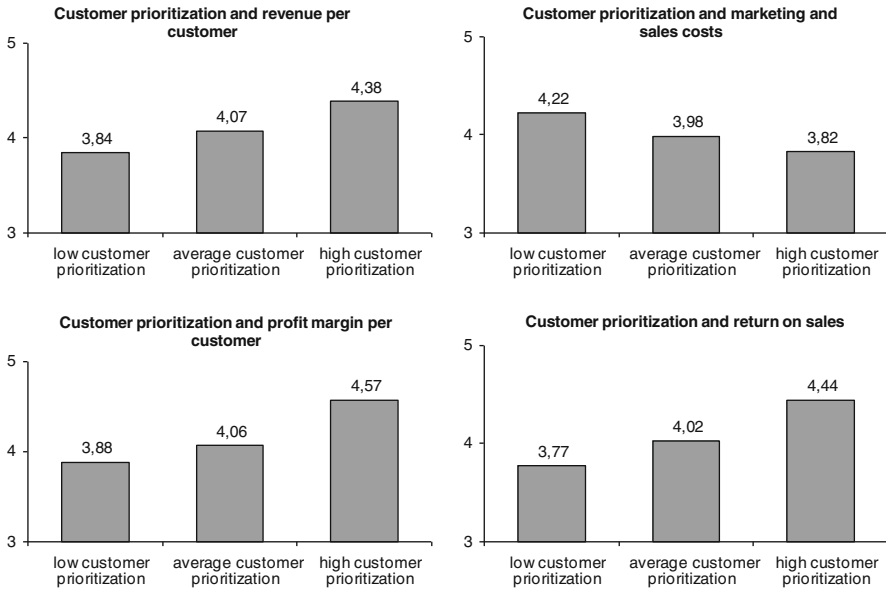 Customer prioritization and revenue per
customer
5
4
3
3,84
4,07
4,38
low customer
prioritization
average customer
prioritization
high customer
prioritization
Customer prioritization and marketing and
sales costs
5
4
3
4,22
3,98
3,82
low customer
prioritization
average customer
prioritization
high customer
prioritization
Customer prioritization and profit margin per
customer
5
4
3
3,88
4,06
4,57
low customer
prioritization
average customer
prioritization
high customer
prioritization
Customer prioritization and return on sales
5
4
3
3,77
4,02
4,44
low customer
prioritization
average customer
prioritization
high customer
prioritization